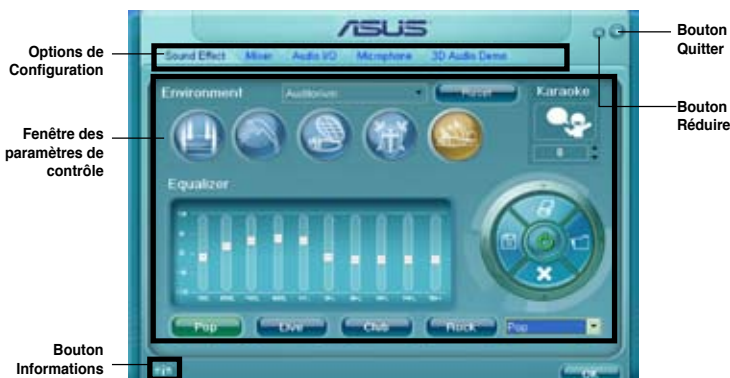 ASUS
Bouton
Quitter
Options de
Configuration
Sound Effect Mixer Audio I/O Microphone 3D Audio Demo
Environment Auditorium Reset Karaoke
Bouton
Réduire
Fenêtre des
paramètres de
contrôle
Equalizer
Pop Live Club Rock Pop
Bouton
Informations
OK